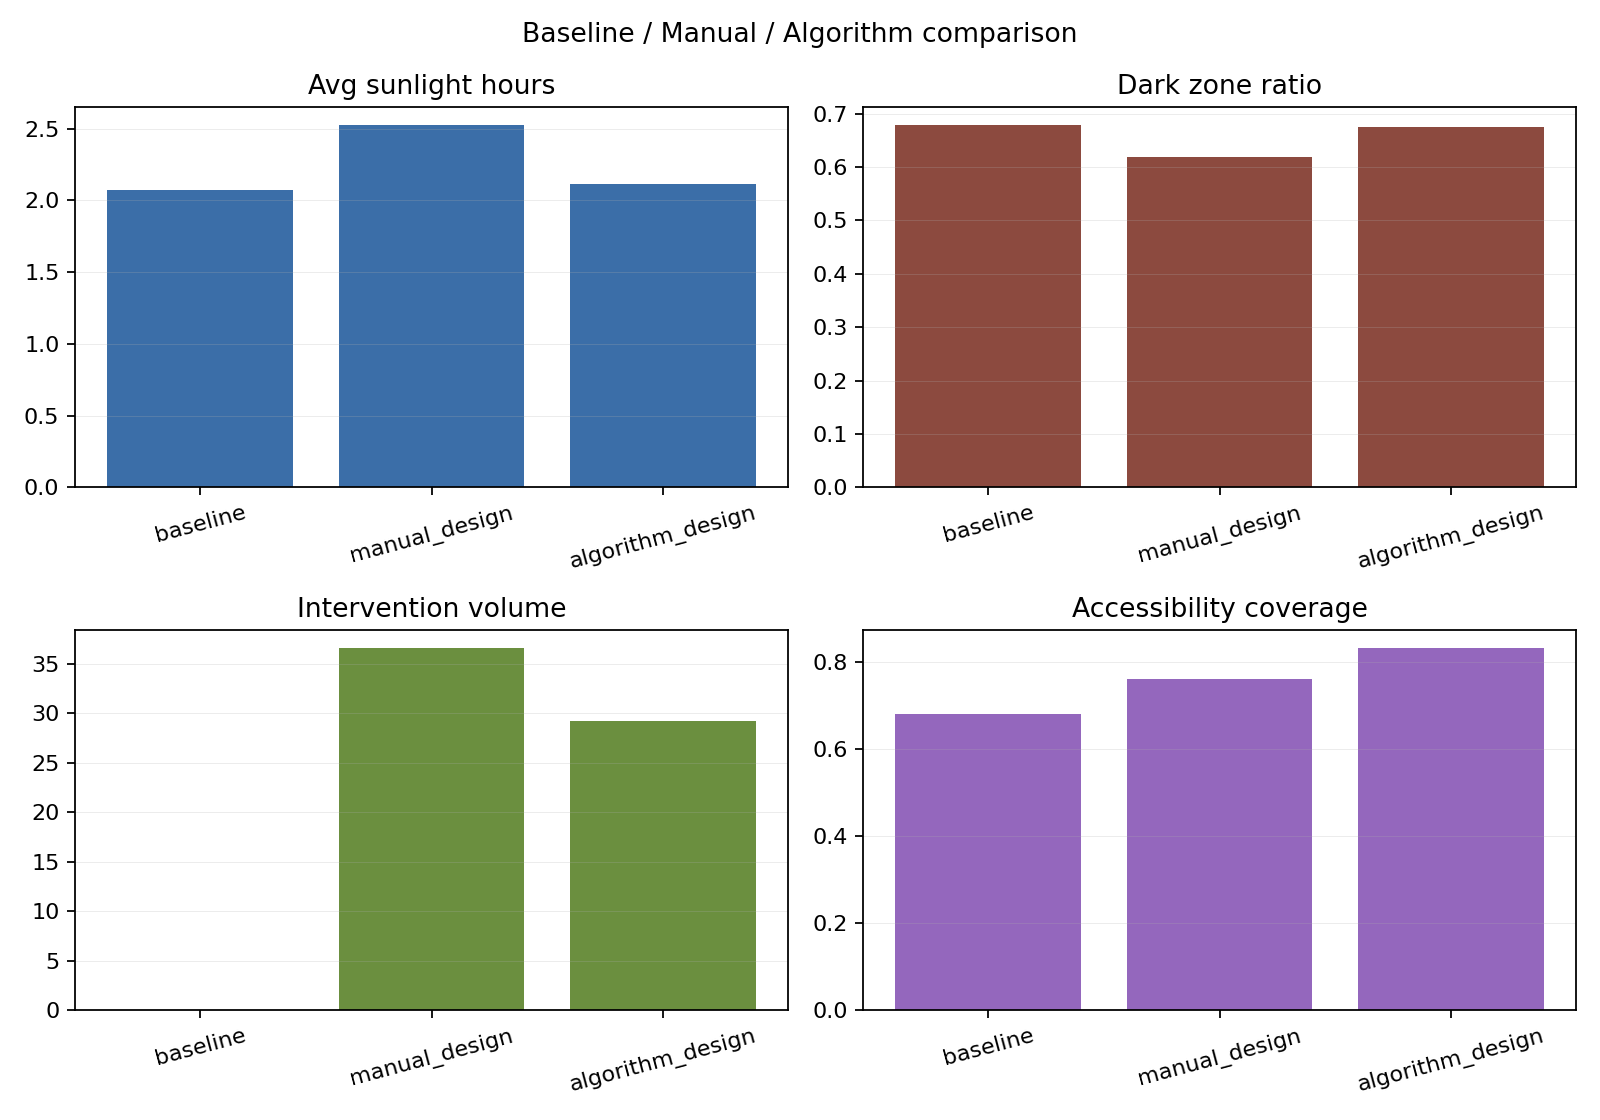 Baseline / Manual / Algorithm comparison
Avg sunlight hours
2.5
2.0
1.5
1.0
0.5
0.0
baseline
manual_design
algorithm_design
Dark zone ratio
0.7
0.6
0.5
0.4
0.3
0.2
0.1
0.0
baseline
manual_design
algorithm_design
Intervention volume
35
30
25
20
15
10
5
0
baseline
manual_design
algorithm_design
Accessibility coverage
0.8
0.6
0.4
0.2
0.0
baseline
manual_design
algorithm_design